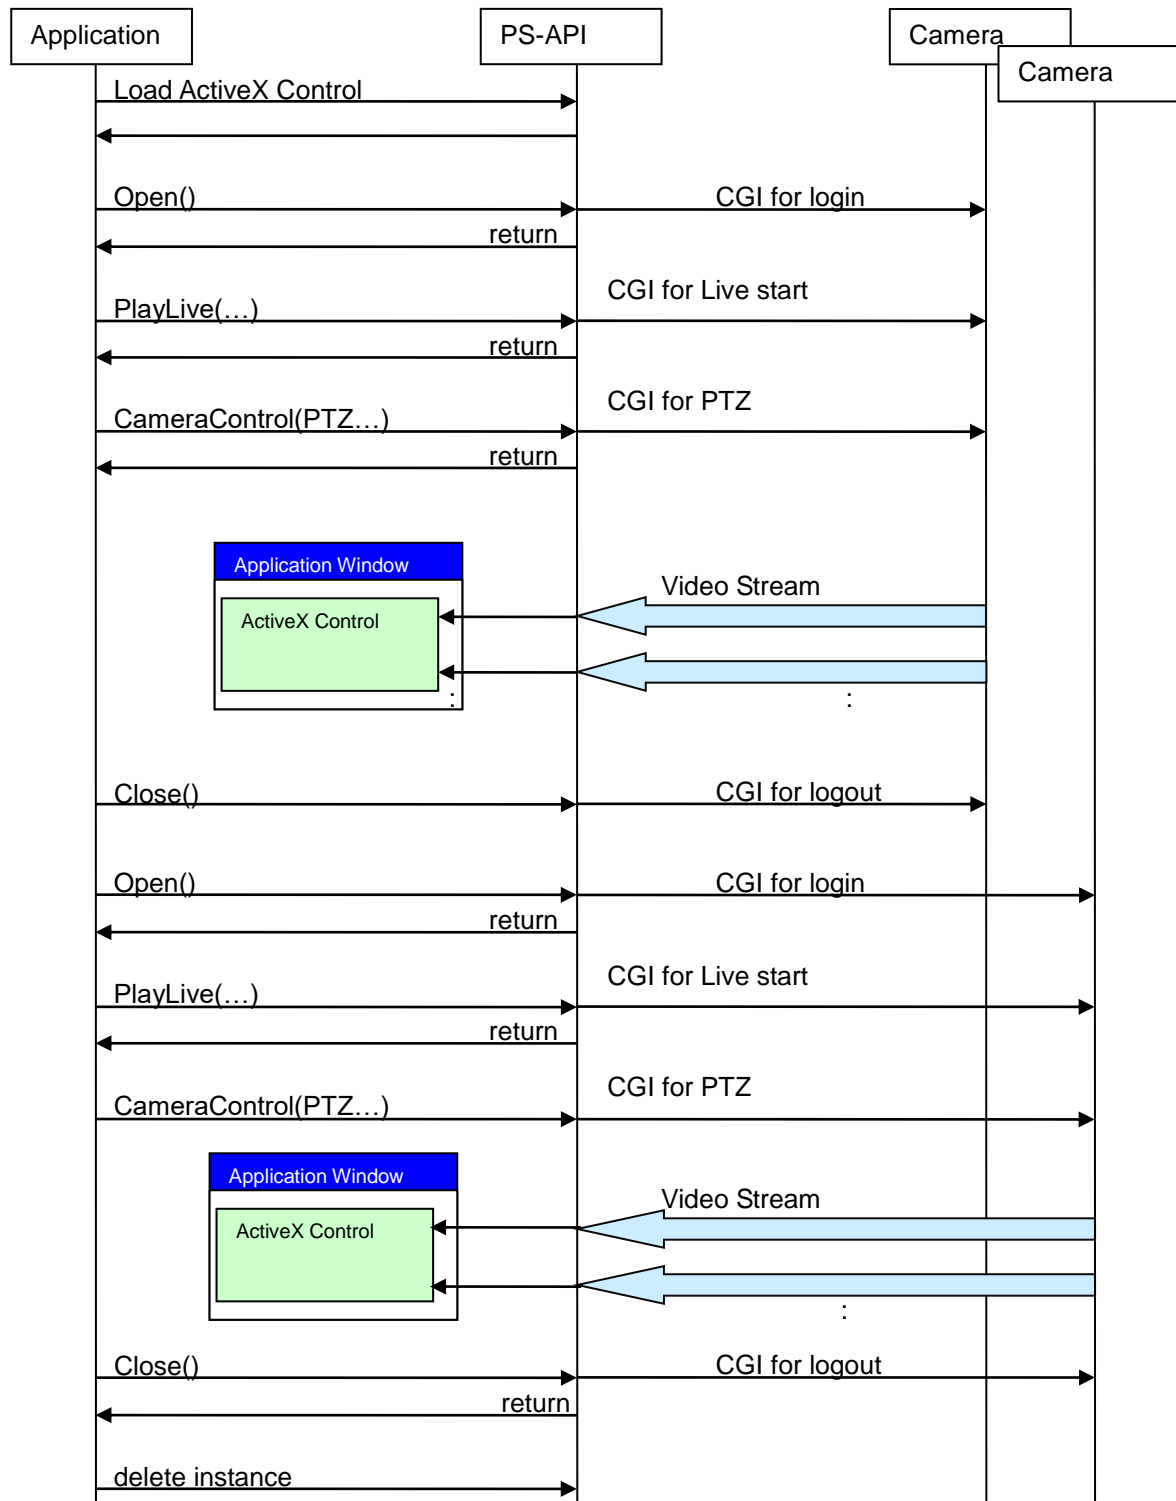 Application
PS-API
Camera
Camera
Load ActiveX Control
Open()
CGI for login
return
CGI for Live start
PlayLive(…)
return
CGI for PTZ
CameraControl(PTZ…)
return
Application Window
Video Stream
ActiveX Control
:
:
Close()
CGI for logout
Open()
CGI for login
return
CGI for Live start
PlayLive(…)
return
CGI for PTZ
CameraControl(PTZ…)
Application Window
Video Stream
ActiveX Control
:
Close()
CGI for logout
return
delete instance